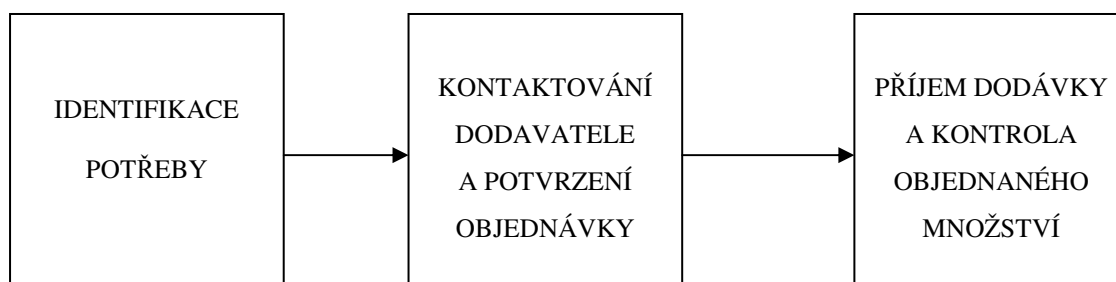 IDENTIFIKACE
POTŘEBY
KONTAKTOVÁNÍ
DODAVATELE
A POTVRZENÍ
OBJEDNÁVKY
PŘÍJEM DODÁVKY
A KONTROLA
OBJEDNANÉHO
MNOŽSTVÍ